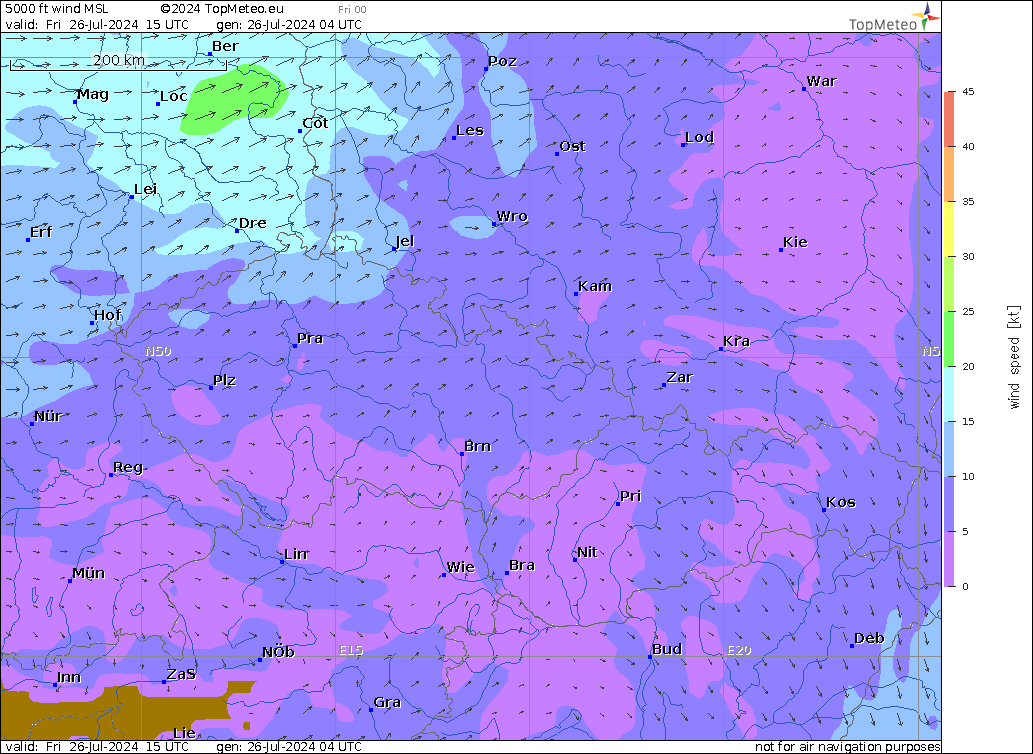 5000 ft wind MSL ©2024 TopMeteo.eu Fri 00
valid: Fri 26-Jul-2024 15 UTC gen: 26-Jul-2024 04 UTC
TopMeteo
Ber
200 km
Poz
War
45
Mag
Loc
Cot
Les
Lod
Ost
40
Lei
35
Wro
Dre
Erf
Jel
Kie
30
Kam
Hof
25
Pra
Kra
N50
N5
20
Zar
Plz
Nür
15
Brn
Reg
10
Pri
Kos
5
Lin
Nit
Bra
Wie
Mün
0
wind speed [kt]
Deb
NÖb
E15
Bud
E20
ZaS
Inn
Gra
Lie
valid: Fri 26-Jul-2024 15 UTC gen: 26-Jul-2024 04 UTC not for air navigation purposes